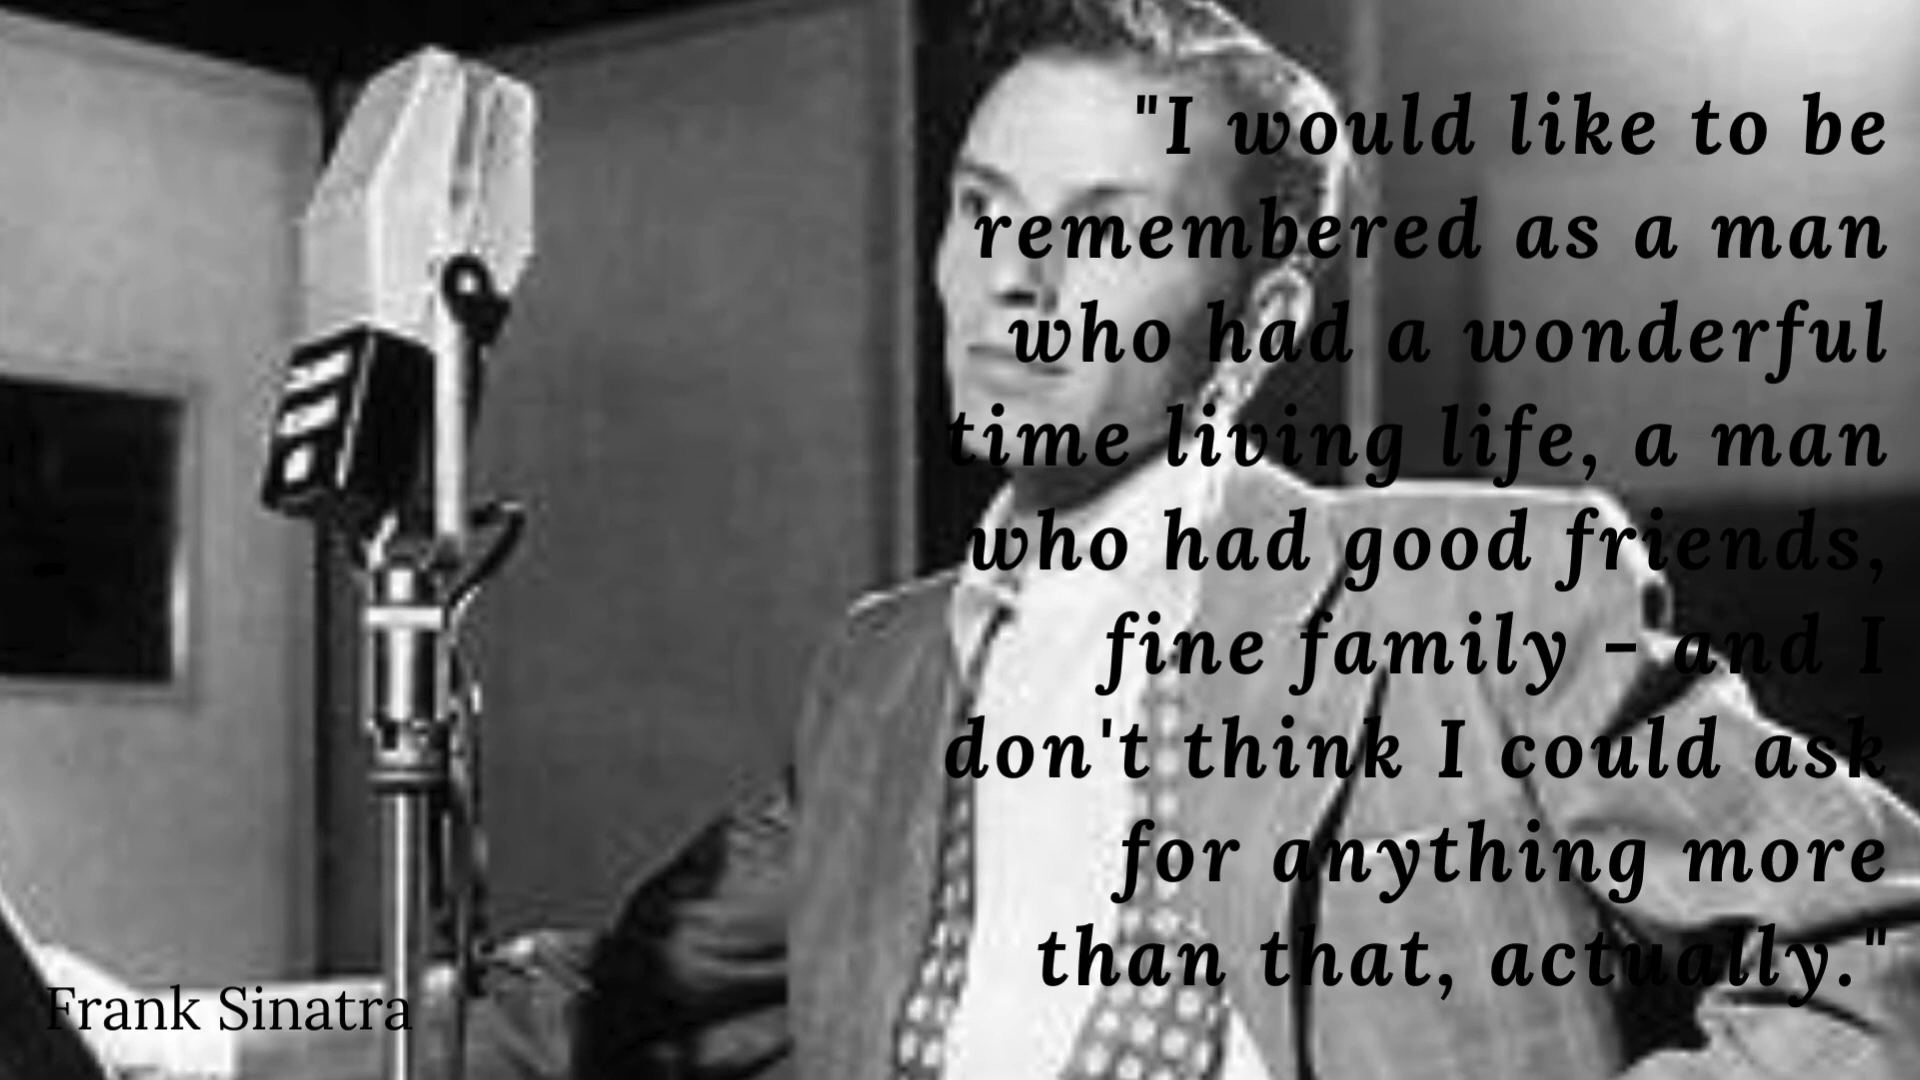 "I would like to be
remembered as a man
who had a wonderful
time living life, a man
who had good friends,
fine family - and I
don't think I could ask
for anything more
than that, actually."
Frank Sinatra